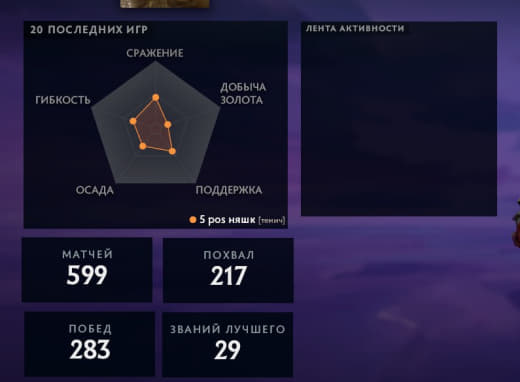 20 ПОСЛЕДНИХ ИГР
ЛЕНТА АКТИВНОСТИ
СРАЖЕНИЕ
ГИБКОСТЬ
ДОБЫЧА
ЗОЛОТА
ОСАДА
ПОДДЕРЖКА
5 pos няшк [темич]
МАТЧЕЙ
599
ПОХВАЛ
217
ПОБЕД
283
ЗВАНИЙ ЛУЧШЕГО
29